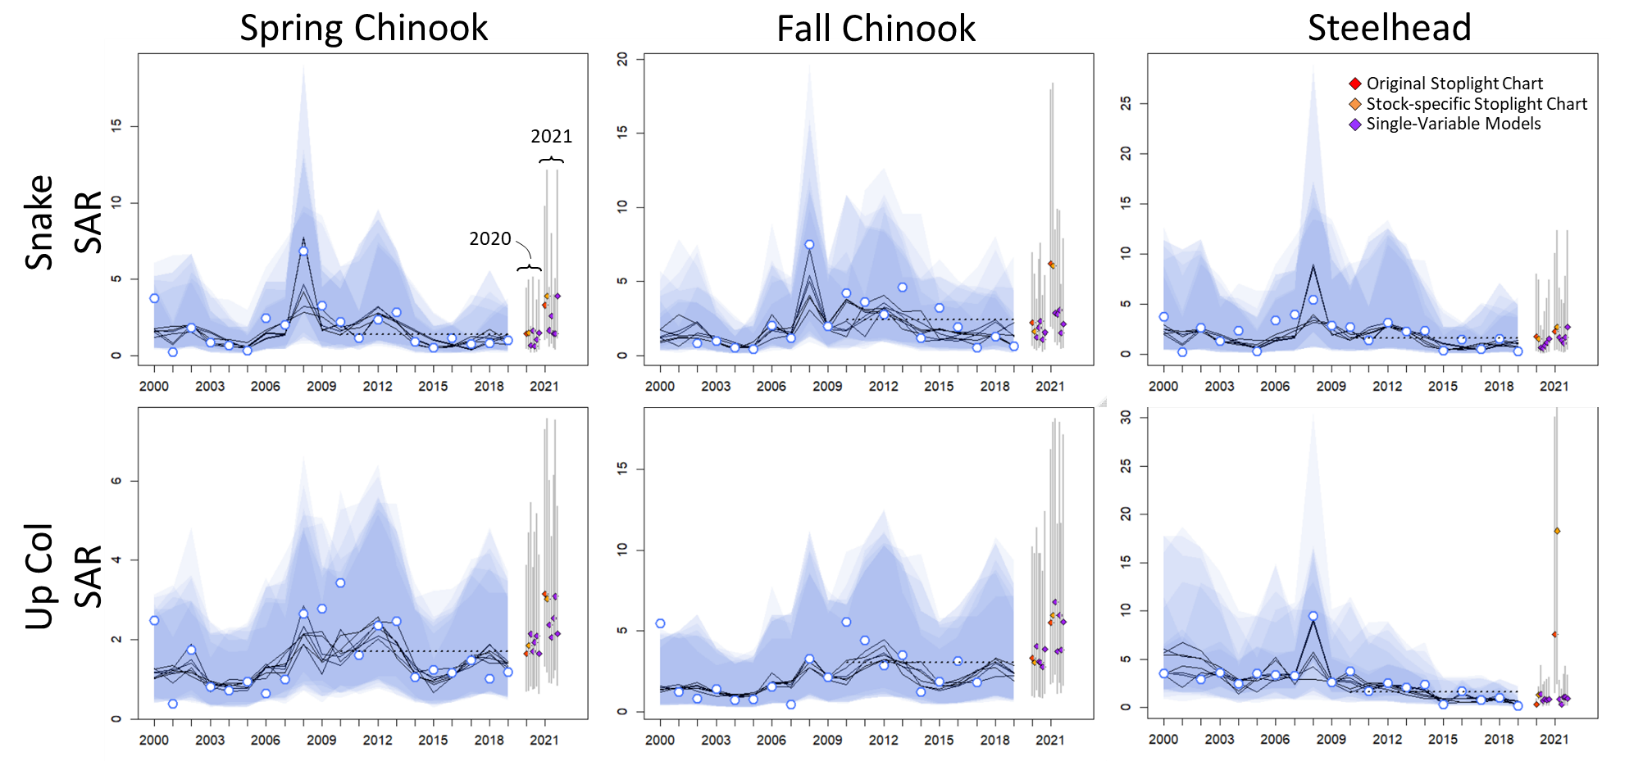 Spring Chinook
Fall Chinook
Steelhead
Snake
SAR
15
10
5
0
2021
2020
2000 2003 2006 2009 2012 2015 2018 2021
20
15
10
5
0
2000 2003 2006 2009 2012 2015 2018 2021
25
20
15
10
5
0
Original Stoplight Chart
Stock-specific Stoplight Chart
Single-Variable Models
2000 2003 2006 2009 2012 2015 2018 2021
Up Col
SAR
6
4
2
0
2000 2003 2006 2009 2012 2015 2018 2021
15
10
5
0
2000 2003 2006 2009 2012 2015 2018 2021
30
25
20
15
10
5
0
2000 2003 2006 2009 2012 2015 2018 2021